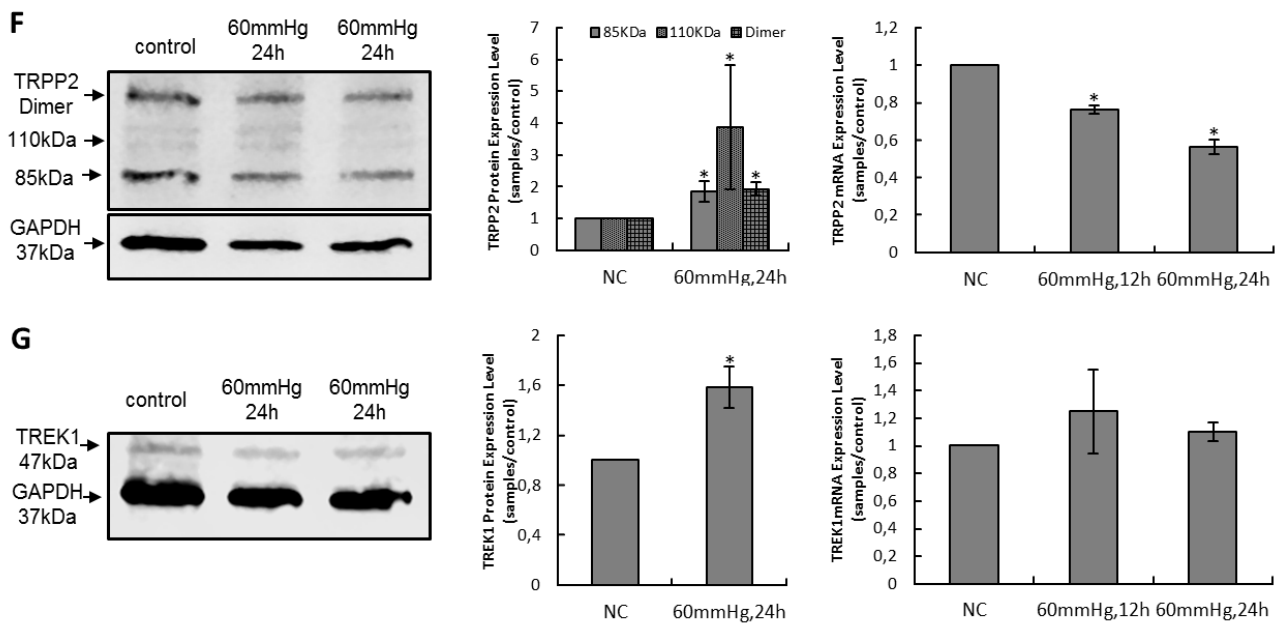 F
control
60mmHg
24h
60mmHg
24h
TRPP2
Dimer
110kDa
85kDa
GAPDH
37kDa
TRPP2 Protein Expression Level
(samples/control)
7
6
5
4
3
2
1
0
85KDa 110KDa Dimer
*
*
*
NC
60mmHg,24h
TRPP2 mRNA Expression Level
(samples/control)
1,2
1
0,8
0,6
0,4
0,2
0
*
*
NC
60mmHg,12h
60mmHg,24h
G
control
60mmHg
24h
60mmHg
24h
TREK1
47kDa
GAPDH
37kDa
TREK1 Protein Expression Level
(samples/control)
2
1,6
1,2
0,8
0,4
0
*
NC
60mmHg,24h
TREK1mRNA Expression Level
(samples/control)
1,8
1,6
1,4
1,2
1
0,8
0,6
0,4
0,2
0
NC
60mmHg,12h
60mmHg,24h